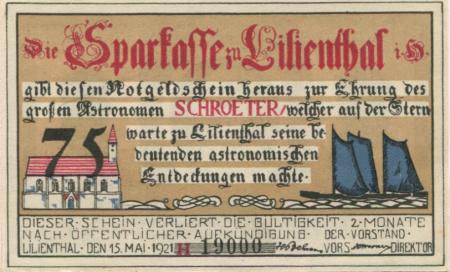 Die Sparkasse zu Lilienthal i. H.
gibt diesen Notgeldschein heraus zur Ehrung des
großen Astronomen SCHROETER, welcher auf der Stern
warte zu Lilienthal seine be
deutenden astronomischen
Entdeckungen machte.
75
DIESER SCHEIN VERLIERT DIE GÜLTIGKEIT 2 MONATE
NACH ÖFFENTLICHER AUFKÜNDIGUNG DER VORSTAND
LILIENTHAL DEN 15. MAI 1921 H 19000 VORS DIREKTOR